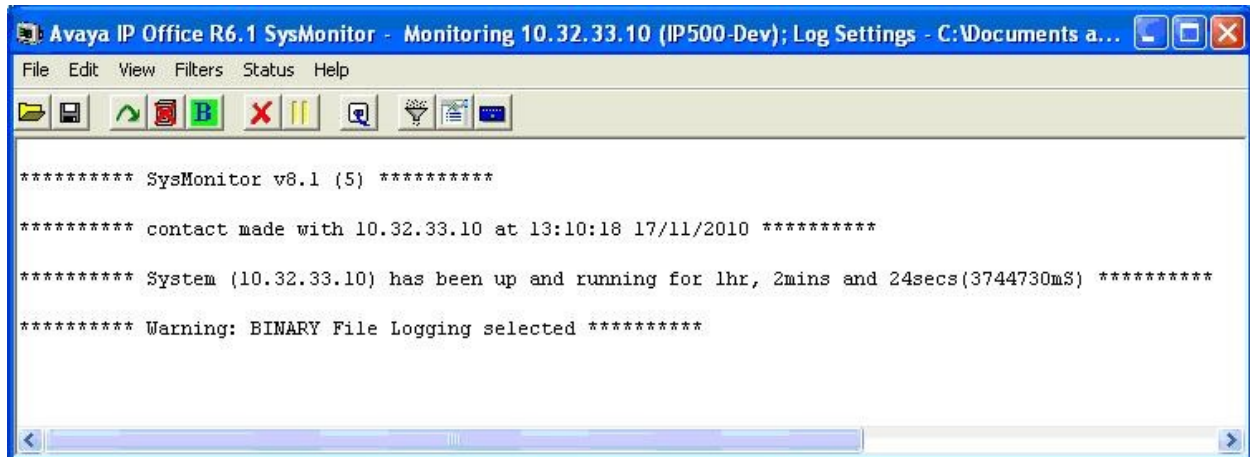 Avaya IP Office R6.1 SysMonitor - Monitoring 10.32.33.10 (IP500-Dev); Log Settings - C:\Documents a...
File Edit View Filters Status Help
B
********** SysMonitor v8.1 (5) **********
********** contact made with 10.32.33.10 at 13:10:18 17/11/2010 **********
********** System (10.32.33.10) has been up and running for 1hr, 2mins and 24secs(3744730mS) **********
********** Warning: BINARY File Logging selected **********